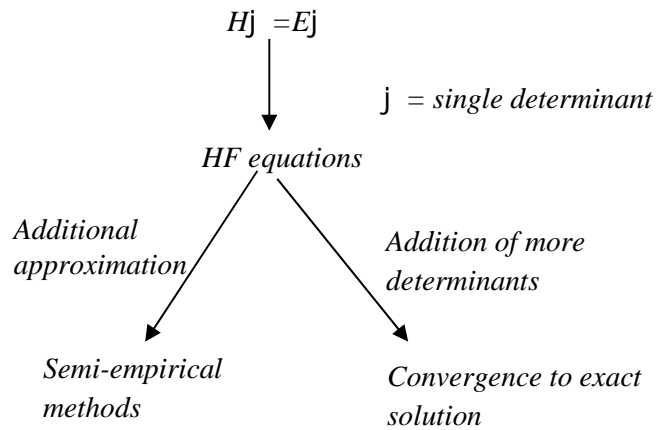 Hj =Ej
j = single determinant
HF equations
Additional
approximation
Addition of more
determinants
Semi-empirical
methods
Convergence to exact
solution